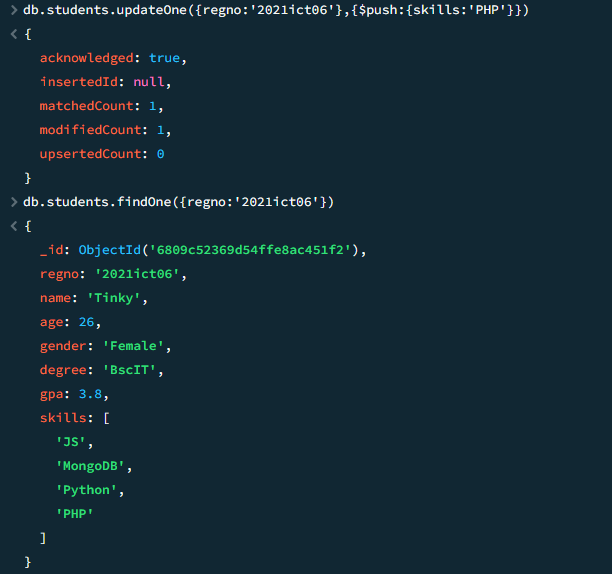 > db.students.updateOne({regno:'2021ict06'},{$push:{skills:'PHP'}})
< {
acknowledged: true,
insertedId: null,
matchedCount: 1,
modifiedCount: 1,
upsertedCount: 0
}
> db.students.findOne({regno:'2021ict06'})
< {
_id: ObjectId('6809c52369d54ffe8ac451f2'),
regno: '2021ict06',
name: 'Tinky',
age: 26,
gender: 'Female',
degree: 'BscIT',
gpa: 3.8,
skills: [
'JS',
'MongoDB',
'Python',
'PHP'
]
}